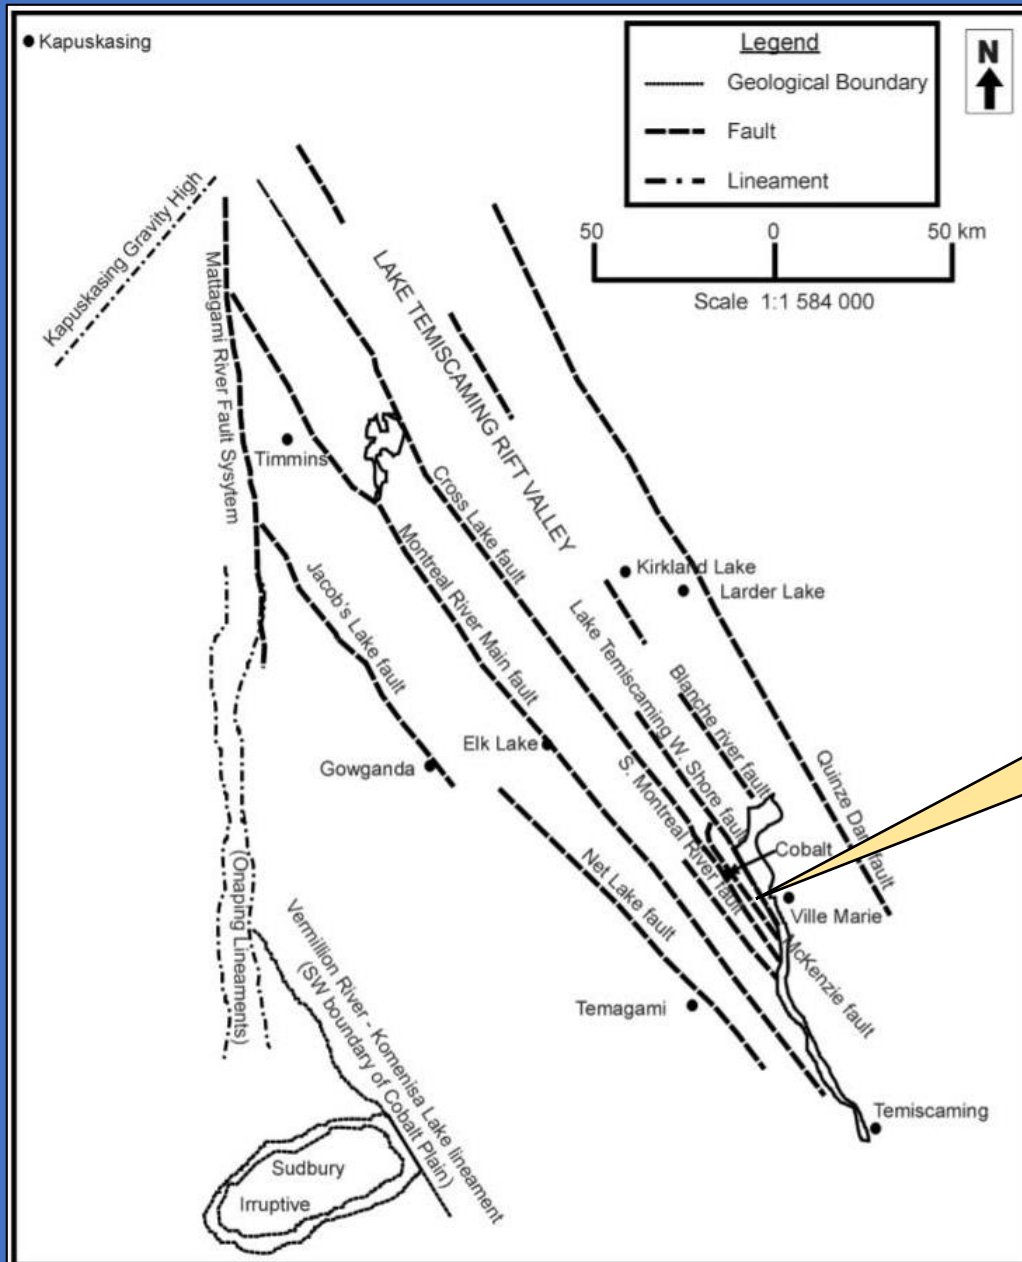 Kapuskasing
Legend
Geological Boundary
Fault
Lineament
N
50 0 50 km
Scale 1:1 584 000
Kapuskasing Gravity High
Mattagami River Fault Sysytem
LAKE TEMISCAMING RIFT VALLEY
Timmins
Cross Lake fault
Montreal River Main fault
Jacob's Lake fault
Kirkland Lake
Larder Lake
Lake Temiscaming W. Shore fault
Blanche river fault
Quinze Dam fault
Elk Lake
Gowganda
S. Montreal River fault
Cobalt
Net Lake fault
Ville Marie
McKenzie fault
(Onaping Lineaments)
Vermillion River - Komenisa Lake lineament
(SW boundary of Cobalt Plain)
Temagami
Temiscaming
Sudbury
Irruptive